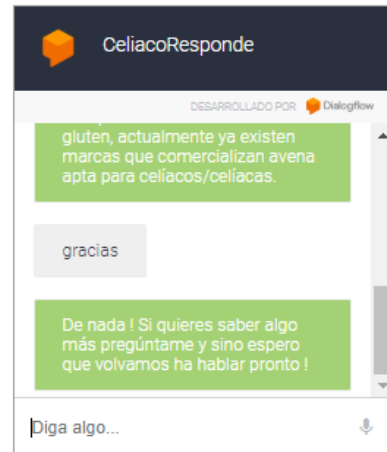 CeliacoResponde
DESARROLLADO POR Dialogflow
gluten, actualmente ya existen
marcas que comercializan avena
apta para celíacos/celíacas.
gracias
De nada ! Si quieres saber algo
más pregúntame y sino espero
que volvamos ha hablar pronto !
Diga algo...